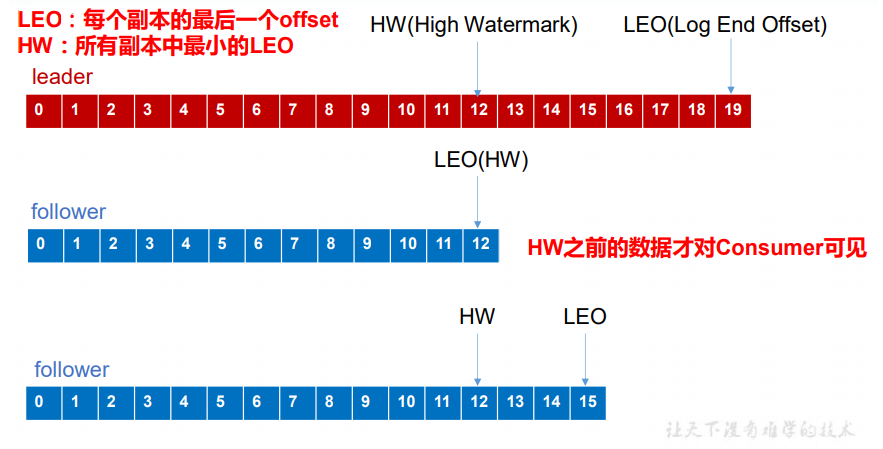 LEO：每个副本的最后一个offset
HW：所有副本中最小的LEO
HW(High Watermark)
LEO(Log End Offset)
leader
0 1 2 3 4 5 6 7 8 9 10 11 12 13 14 15 16 17 18 19
LEO(HW)
follower
0 1 2 3 4 5 6 7 8 9 10 11 12
HW之前的数据才对Consumer可见
HW
LEO
follower
0 1 2 3 4 5 6 7 8 9 10 11 12 13 14 15
让天下没有难学的技术